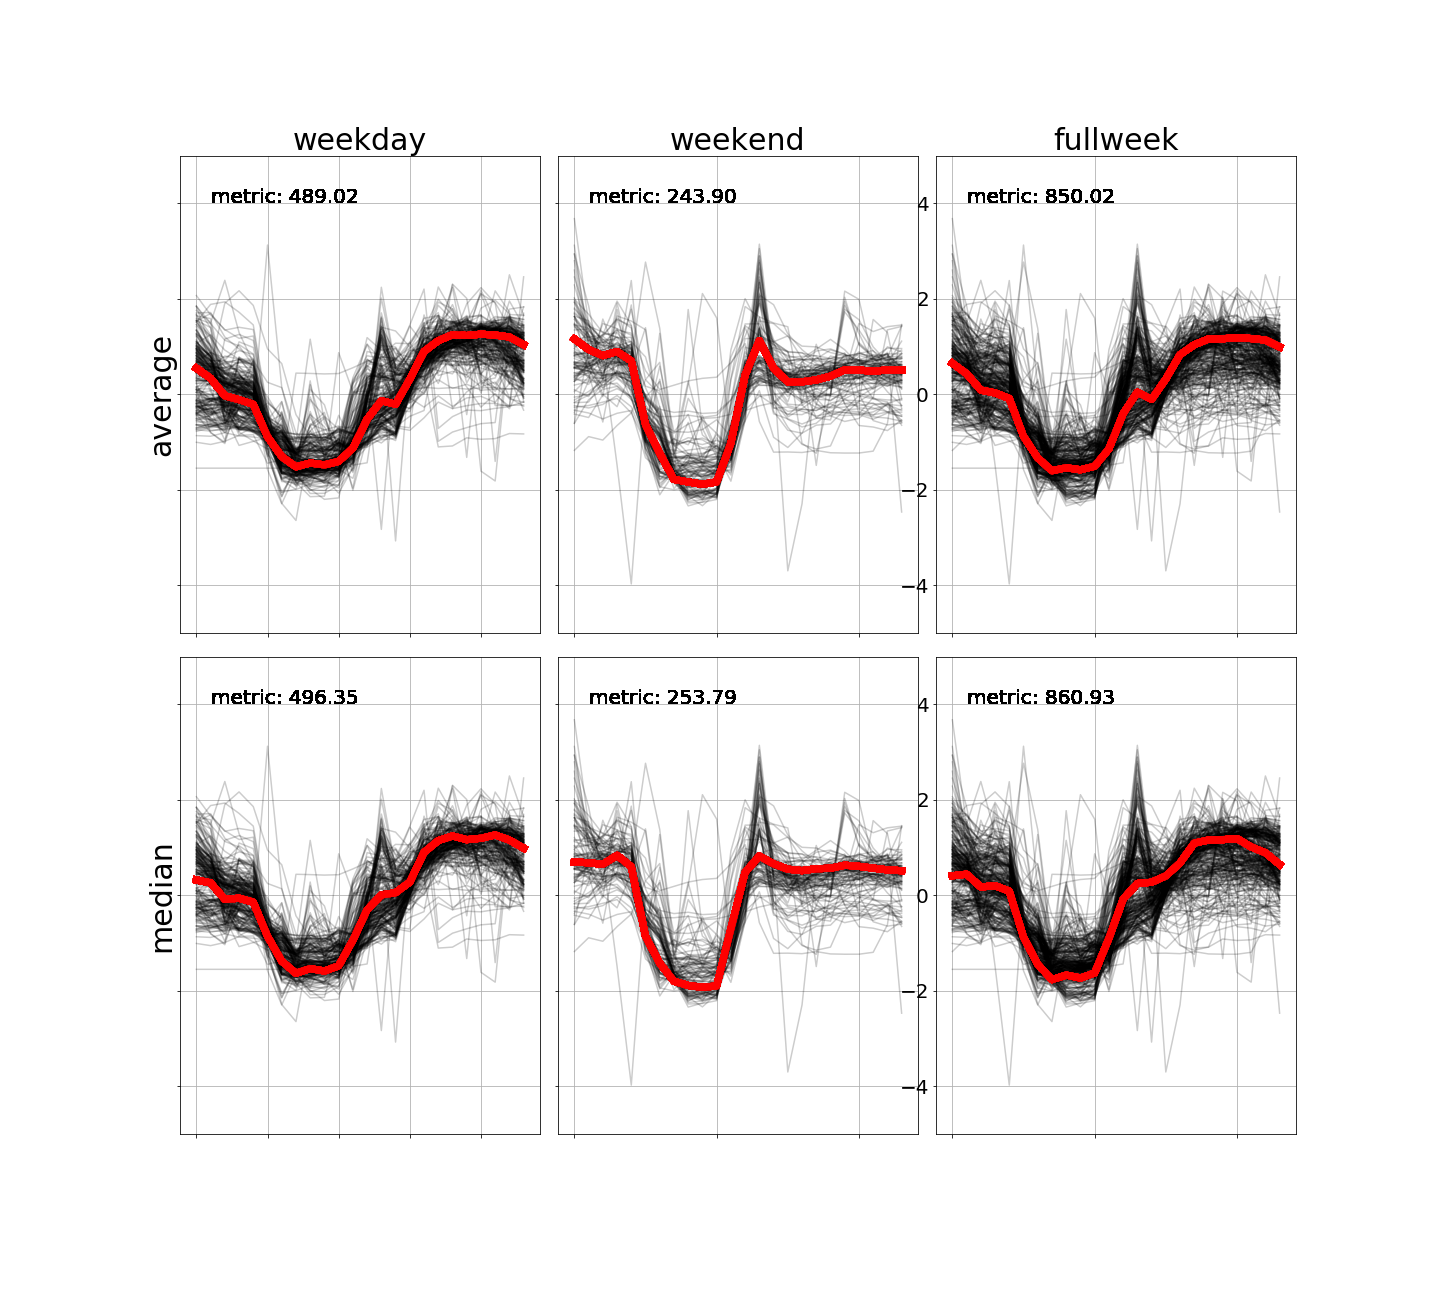 weekday weekend fullweek
metric: 489.02 metric: 243.90 metric: 850.02
4
2
0
−2
−4
average
metric: 496.35 metric: 253.79 metric: 860.93
4
2
0
−2
−4
median